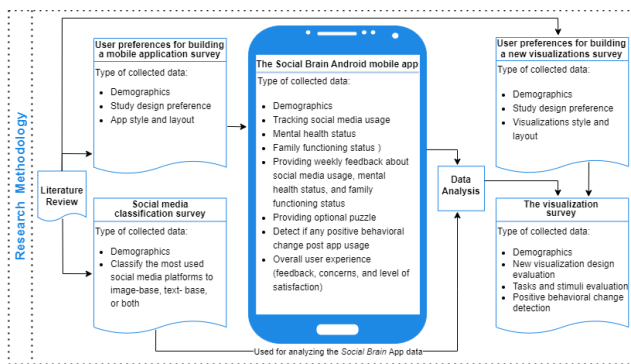 Research Methodology
Literature
Review
User preferences for building
a mobile application survey
Type of collected data:
• Demographics
• Study design preference
• App style and layout
Social media
classification survey
Type of collected data:
• Demographics
• Classify the most used
social media platforms to
image-base, text- base,
or both
The Social Brain Android mobile app
Type of collected data:
• Demographics
• Tracking social media usage
• Mental health status
• Family functioning status )
• Providing weekly feedback about
social media usage, mental
health status, and family
functioning status
• Providing optional puzzle
• Detect if any positive behavioral
change post app usage
• Overall user experience
(feedback, concerns, and level of
satisfaction)
Used for analyzing the Social Brain App data
Data
Analysis
User preferences for building
a new visualizations survey
Type of collected data:
• Demographics
• Study design preference
• Visualizations style and
layout
The visualization
survey
Type of collected data:
• Demographics
• New visualization design
evaluation
• Tasks and stimuli evaluation
• Positive behavioral change
detection